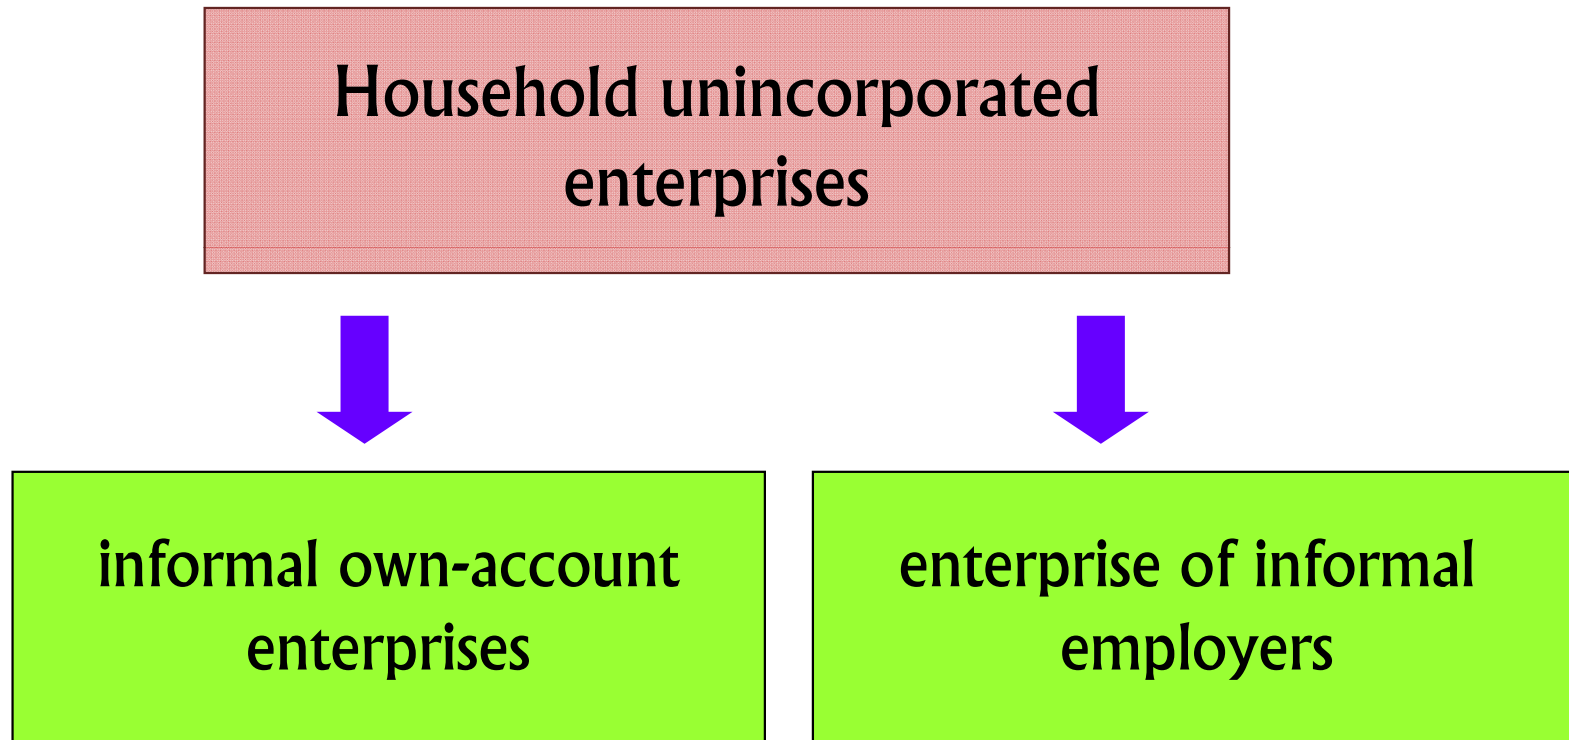 Household unincorporated
enterprises
informal own-account
enterprises
enterprise of informal
employers